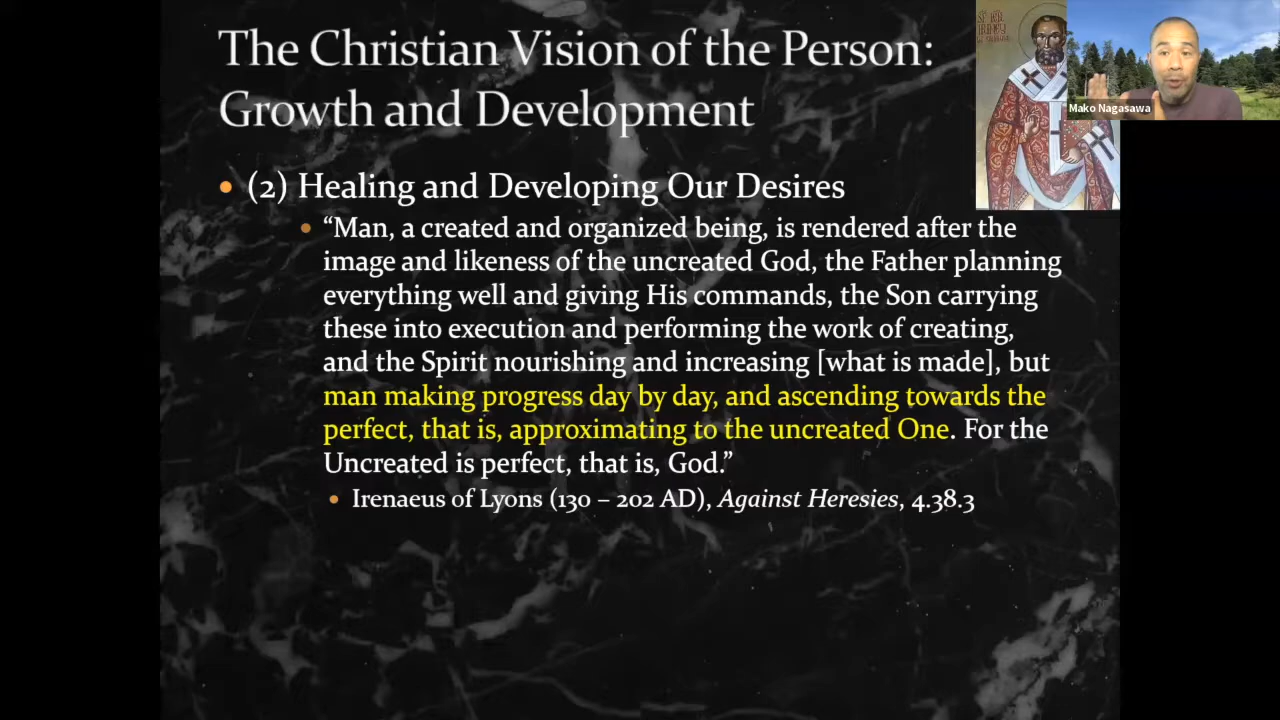 The Christian Vision of the Person:
Growth and Development
Mako Nagasawa
• (2) Healing and Developing Our Desires
• “Man, a created and organized being, is rendered after the
image and likeness of the uncreated God, the Father planning
everything well and giving His commands, the Son carrying
these into execution and performing the work of creating,
and the Spirit nourishing and increasing [what is made], but
man making progress day by day, and ascending towards the
perfect, that is, approximating to the uncreated One. For the
Uncreated is perfect, that is, God.”
• Irenaeus of Lyons (130 – 202 AD), Against Heresies, 4.38.3